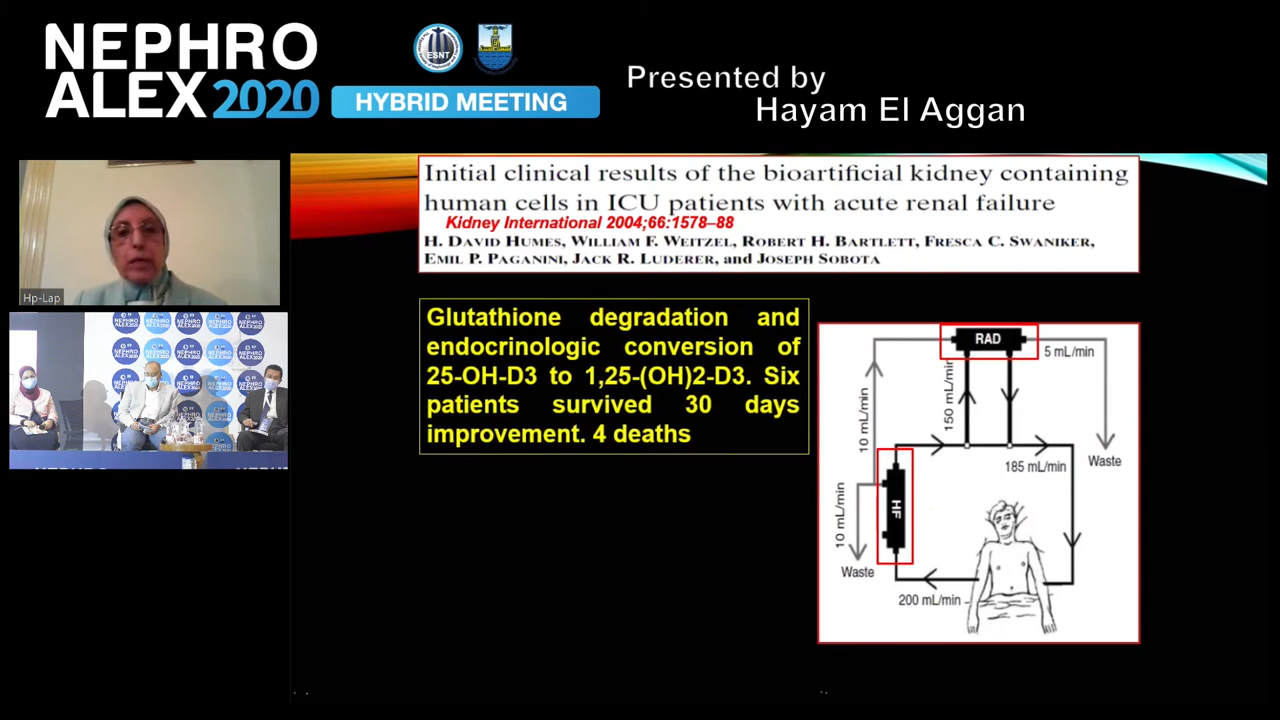 NEPHRO
ALEX2020
HYBRID MEETING
ESNT
Presented by
Hayam El Aggan
Hp-Lap
NEPHRO
ALEX2020
Initial clinical results of the bioartificial kidney containing
human cells in ICU patients with acute renal failure
Kidney International 2004;66:1578–88
H. DAVID HUMES, WILLIAM F. WEITZEL, ROBERT H. BARTLETT, FRESCA C. SWANIKER,
EMIL P. PAGANINI, JACK R. LUDERER, and JOSEPH SOBOTA
Glutathione degradation and
endocrinologic conversion of
25-OH-D3 to 1,25-(OH)2-D3. Six
patients survived 30 days
improvement. 4 deaths
RAD
5 mL/min
150 mL/min
10 mL/min
185 mL/min
Waste
HF
10 mL/min
Waste
200 mL/min